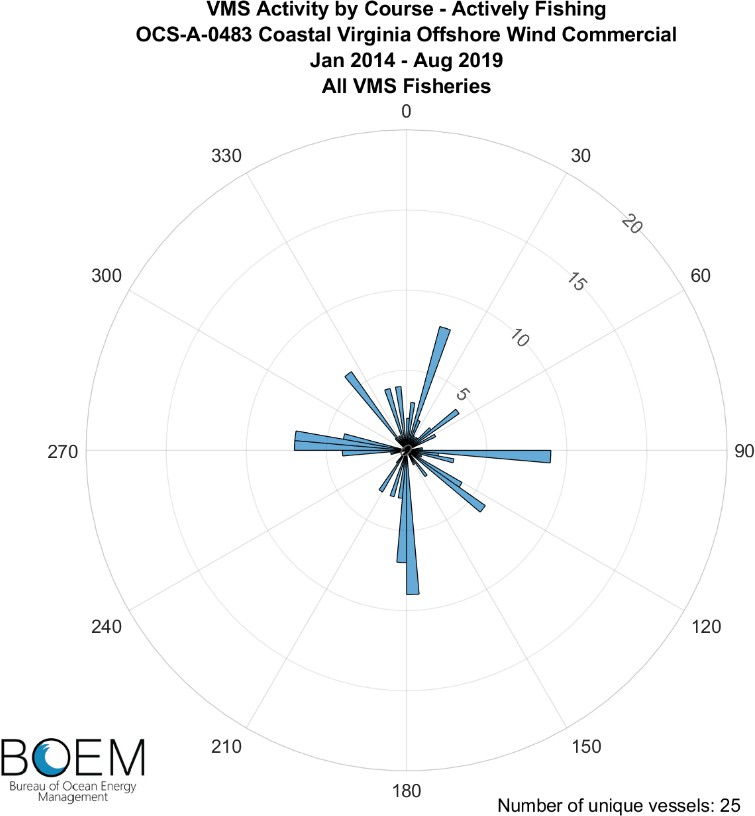 VMS Activity by Course - Actively Fishing
OCS-A-0483 Coastal Virginia Offshore Wind Commercial
Jan 2014 - Aug 2019
All VMS Fisheries
0
330
30
20
300
15
60
10
5
270
90
240
120
210
150
180
BOEM
Bureau of Ocean Energy
Management
Number of unique vessels: 25